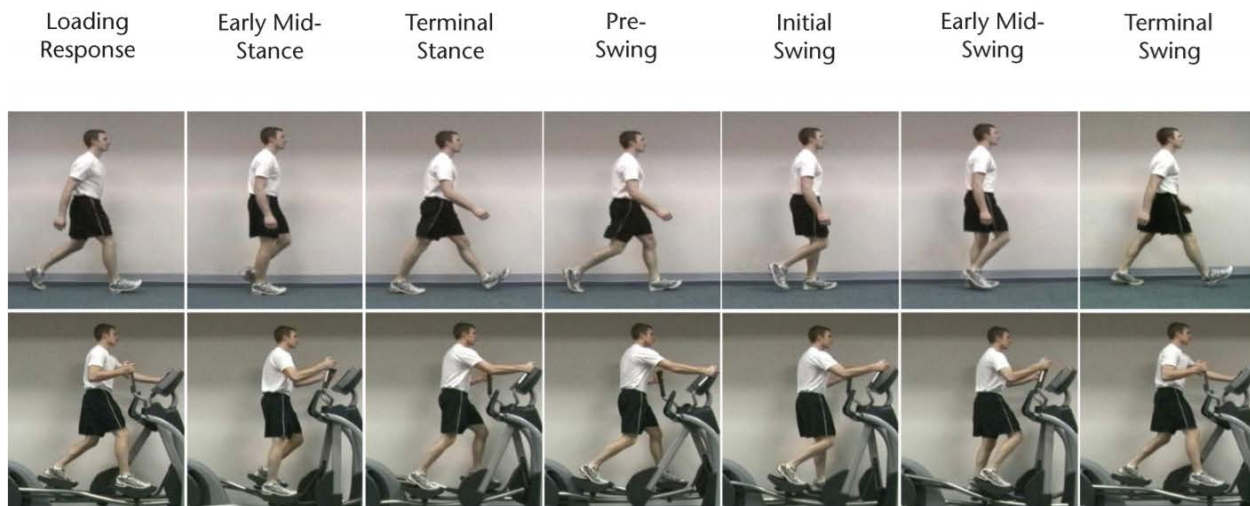 Loading
Response
Early Mid-
Stance
Terminal
Stance
Pre-
Swing
Initial
Swing
Early Mid-
Swing
Terminal
Swing